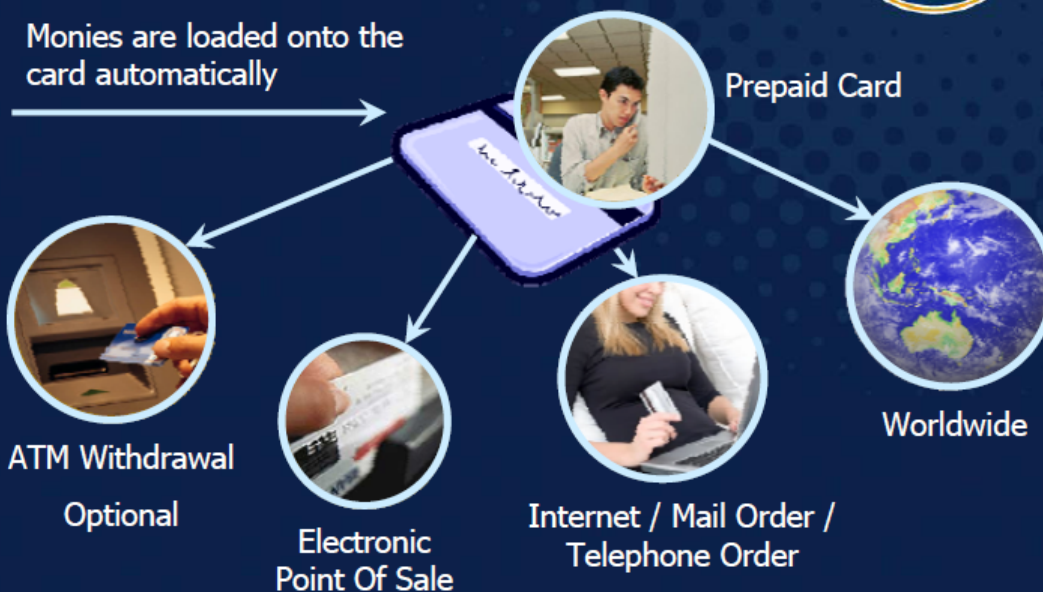 Monies are loaded onto the
card automatically
Prepaid Card
ATM Withdrawal
Optional
Electronic
Point Of Sale
Internet / Mail Order /
Telephone Order
Worldwide